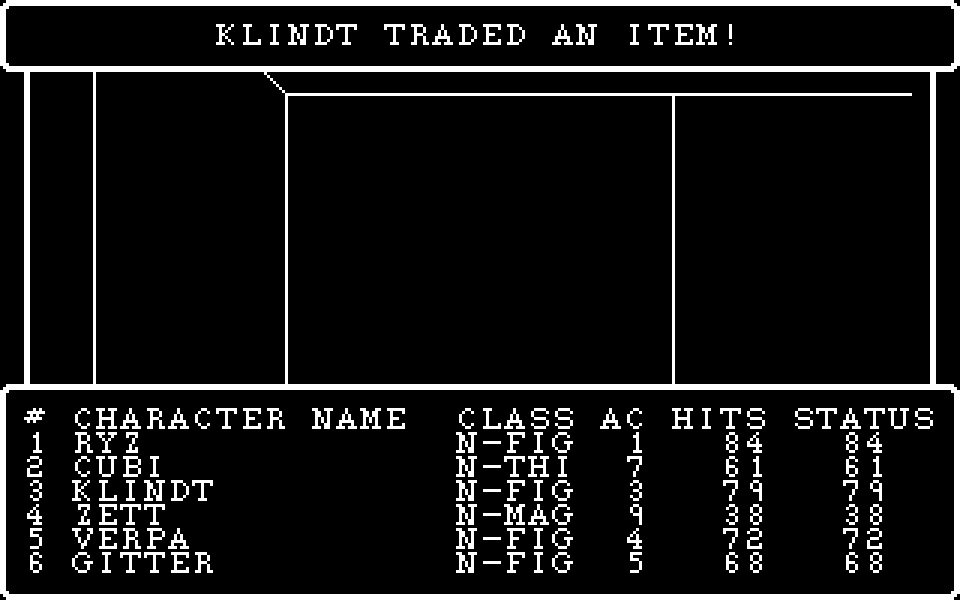 KLINDT TRADED AN ITEM!
# CHARACTER NAME CLASS AC HITS STATUS
1 RYZ N-FIG 1 84 84
2 CUBI N-THI 7 61 61
3 KLINDT N-FIG 3 79 79
4 ZETT N-MAG 9 38 38
5 VERPA N-FIG 4 72 72
6 GITTER N-FIG 5 68 68